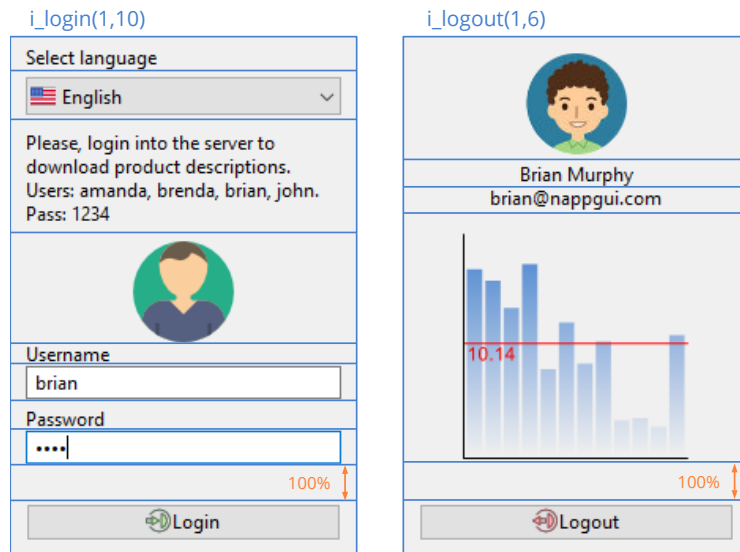 i_login(1,10)
Select language
English
Please, login into the server to
download product descriptions.
Users: amanda, brenda, brian, john.
Pass: 1234
Username
brian
Password
••••
100%
Login
i_logout(1,6)
Brian Murphy
brian@nappgui.com
10.14
100%
Logout